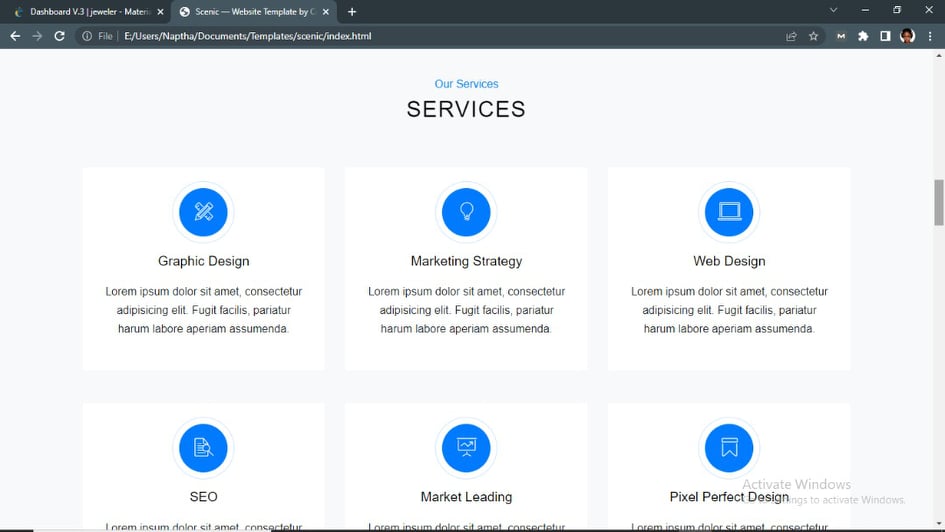 Dashboard V.3 | jeweler - Materia
Scenic — Website Template by C
File
E:/Users/Naptha/Documents/Templates/scenic/index.html
M
Our Services
SERVICES
Graphic Design
Lorem ipsum dolor sit amet, consectetur
adipisicing elit. Fugit facilis, pariatur
harum labore aperiam assumenda.
Marketing Strategy
Lorem ipsum dolor sit amet, consectetur
adipisicing elit. Fugit facilis, pariatur
harum labore aperiam assumenda.
Web Design
Lorem ipsum dolor sit amet, consectetur
adipisicing elit. Fugit facilis, pariatur
harum labore aperiam assumenda.
SEO
Lorem ipsum dolor sit amet, consectetur
Market Leading
Lorem ipsum dolor sit amet, consectetur
Pixel Perfect Design
Lorem ipsum dolor sit amet, consectetur
Activate Windows
to activate Windows.